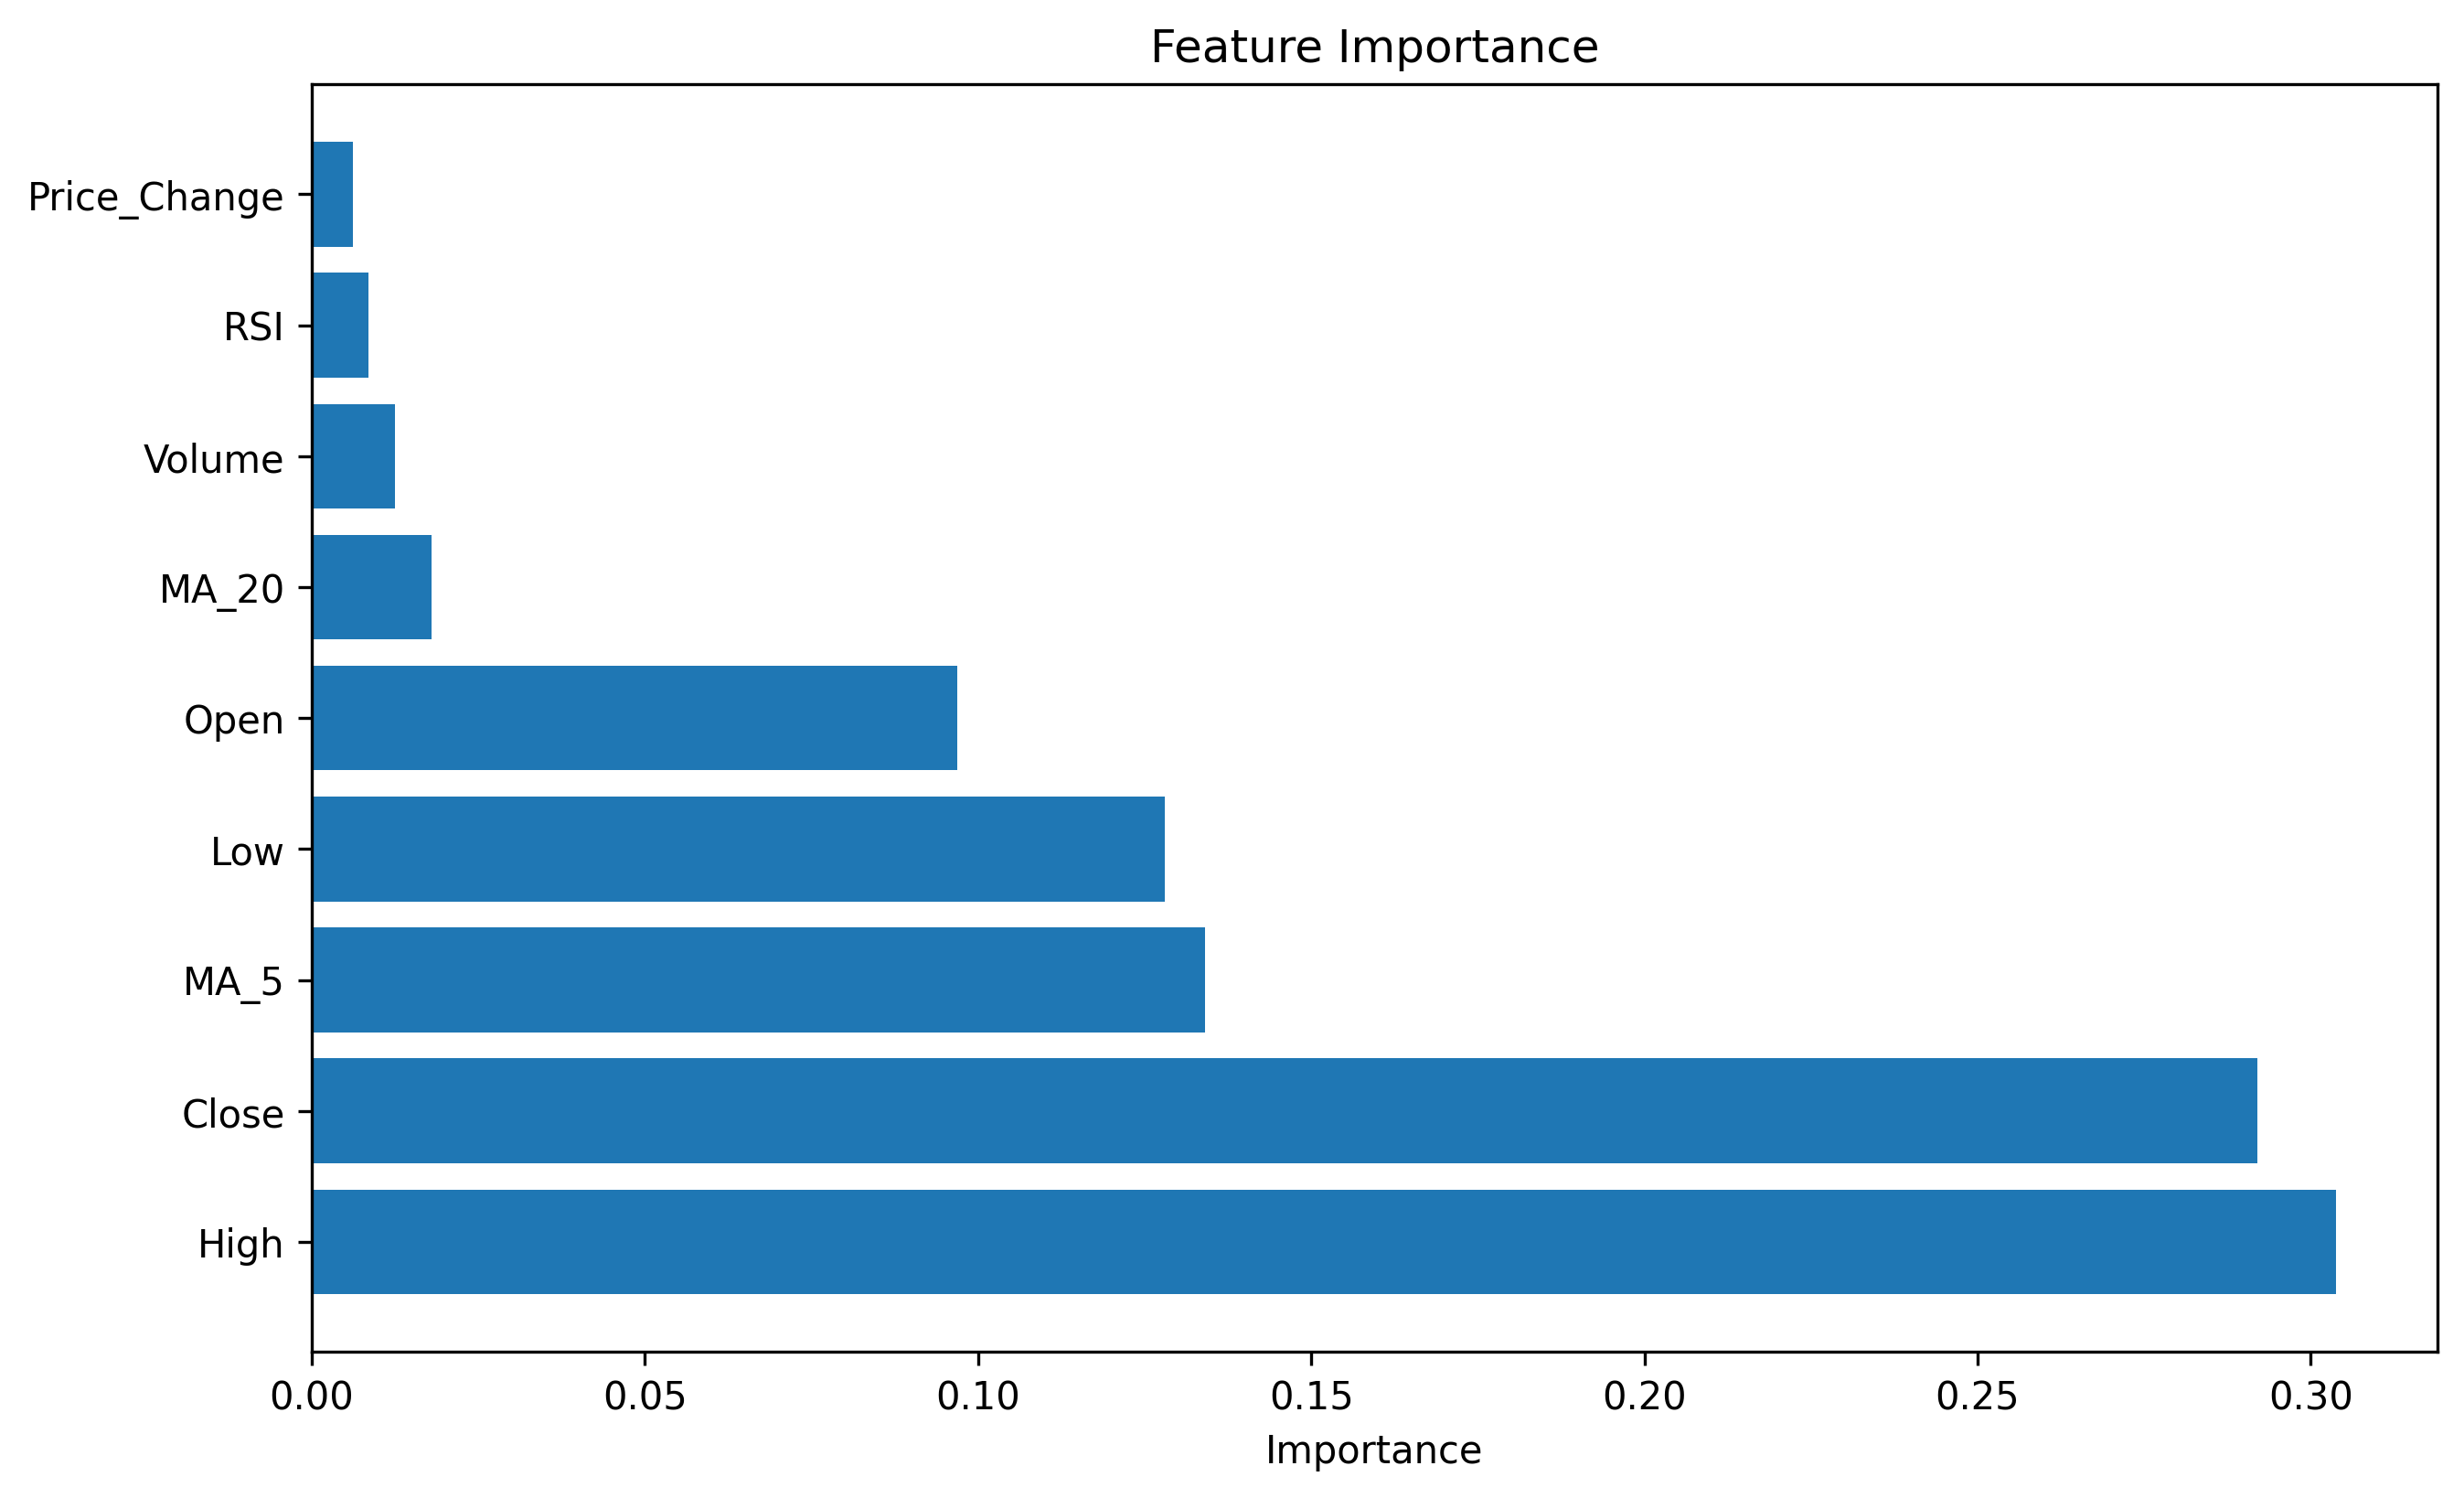 Feature Importance
Price_Change
RSI
Volume
MA_20
Open
Low
MA_5
Close
High
0.00 0.05 0.10 0.15 0.20 0.25 0.30
Importance